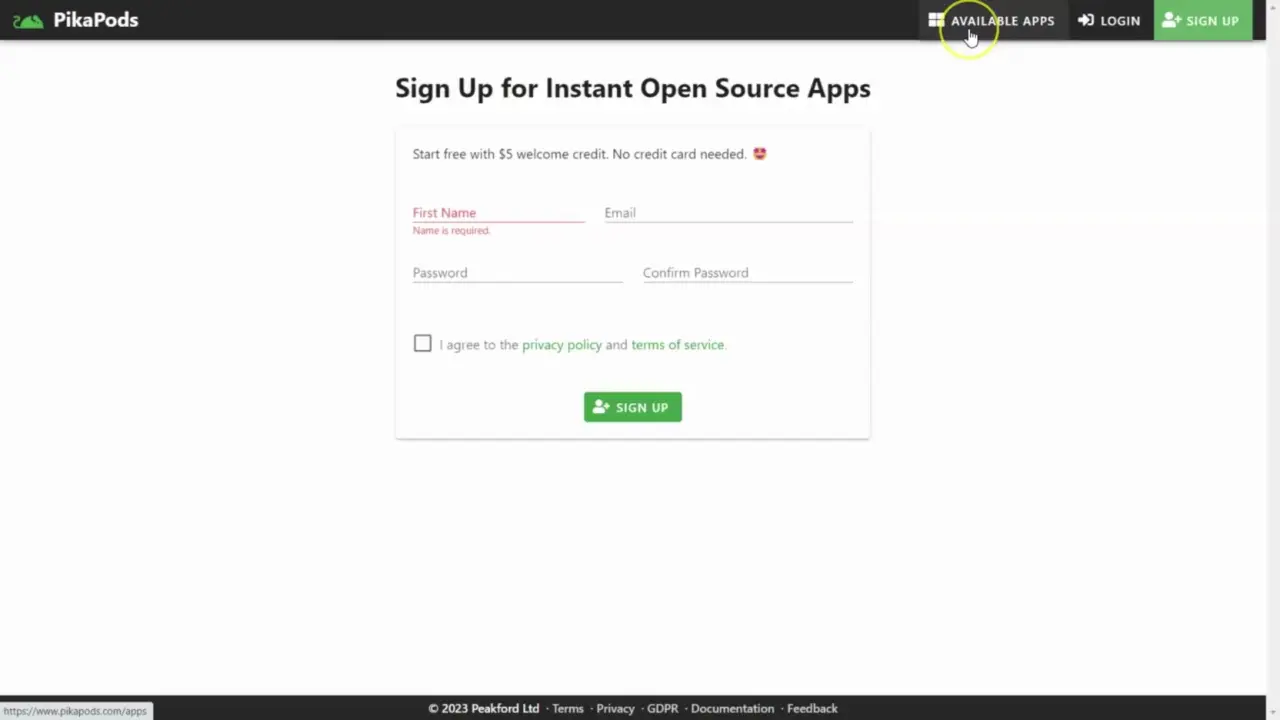 PikaPods
AVAILABLE APPS
LOGIN
SIGN UP
Sign Up for Instant Open Source Apps
Start free with $5 welcome credit. No credit card needed. 🤩
First Name
Email
Name is required.
Password
Confirm Password
I agree to the privacy policy and terms of service.
SIGN UP
© 2023 Peakford Ltd · Terms · Privacy · GDPR · Documentation · Feedback
https://www.pikapods.com/apps